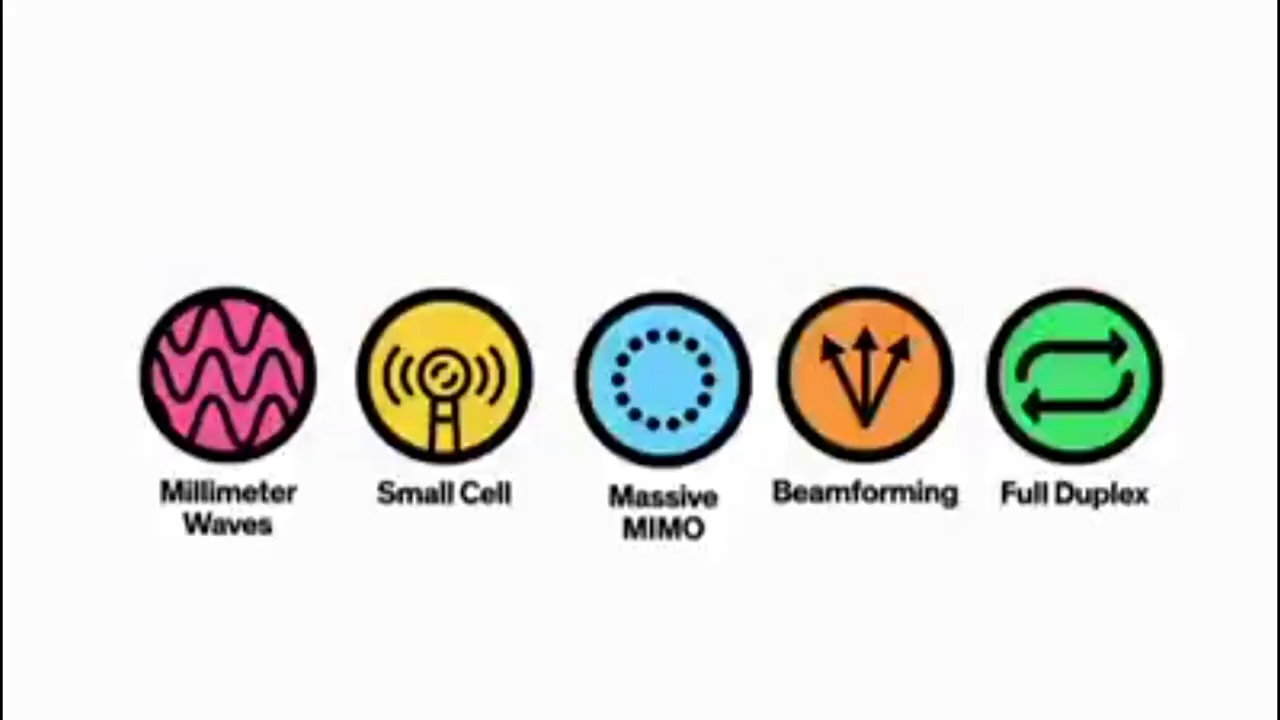 Millimeter
Waves
Small Cell
Massive
MIMO
Beamforming
Full Duplex